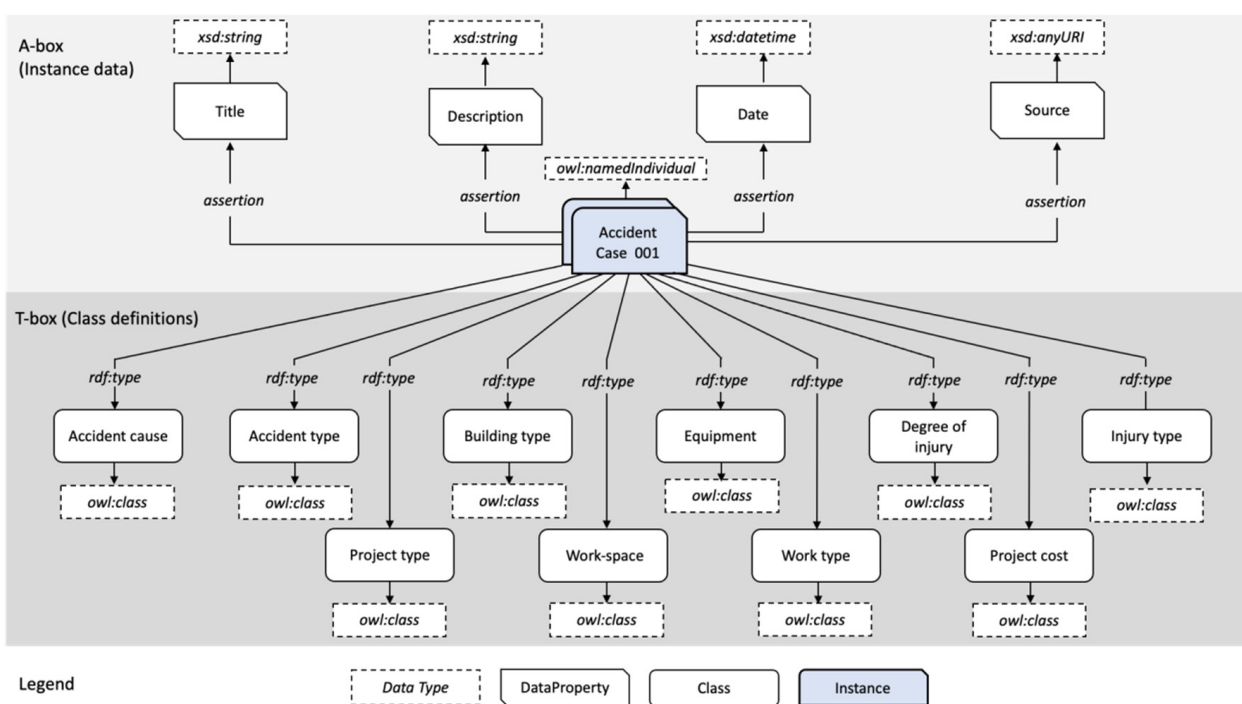 A-box
(Instance data)
xsd:string
xsd:string
xsd:datetime
xsd:anyURI
Title
Description
Date
Source
owl:namedIndividual
assertion
assertion
assertion
assertion
Accident
Case 001
T-box (Class definitions)
rdf:type
rdf:type
rdf:type
rdf:type
rdf:type
rdf:type
rdf:type
rdf:type
rdf:type
rdf:type
Accident cause
Accident type
Building type
Equipment
Degree of
injury
Injury type
owl:class
owl:class
owl:class
owl:class
owl:class
owl:class
Project type
Work-space
Work type
Project cost
owl:class
owl:class
owl:class
owl:class
Legend
Data Type
DataProperty
Class
Instance